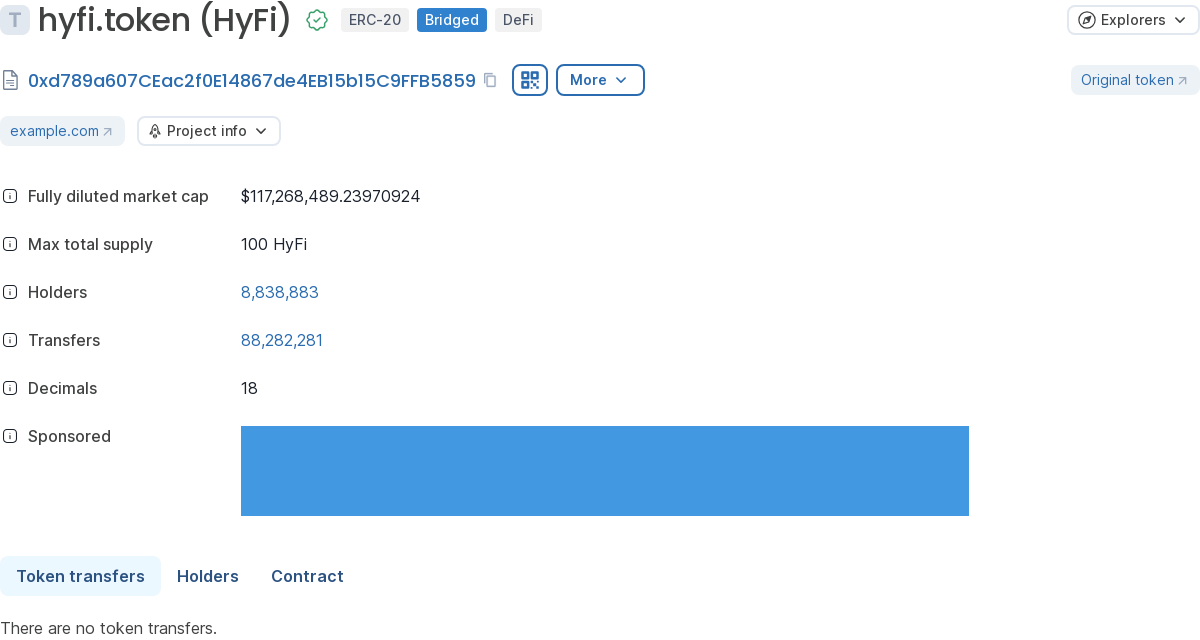 T hyfi.token (HyFi) ERC-20 Bridged DeFi Explorers
0xd789a607CEac2f0E14867de4EB15b15C9FFB5859 More Original token
example.com Project info
Fully diluted market cap $117,268,489.23970924
Max total supply 100 HyFi
Holders 8,838,883
Transfers 88,282,281
Decimals 18
Sponsored
Token transfers Holders Contract
There are no token transfers.